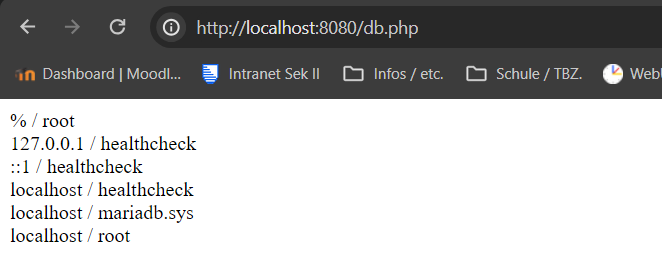 http://localhost:8080/db.php
Dashboard | Moodl... Intranet Sek II Infos / etc. Schule / TBZ.
% / root
127.0.0.1 / healthcheck
::1 / healthcheck
localhost / healthcheck
localhost / mariadb.sys
localhost / root